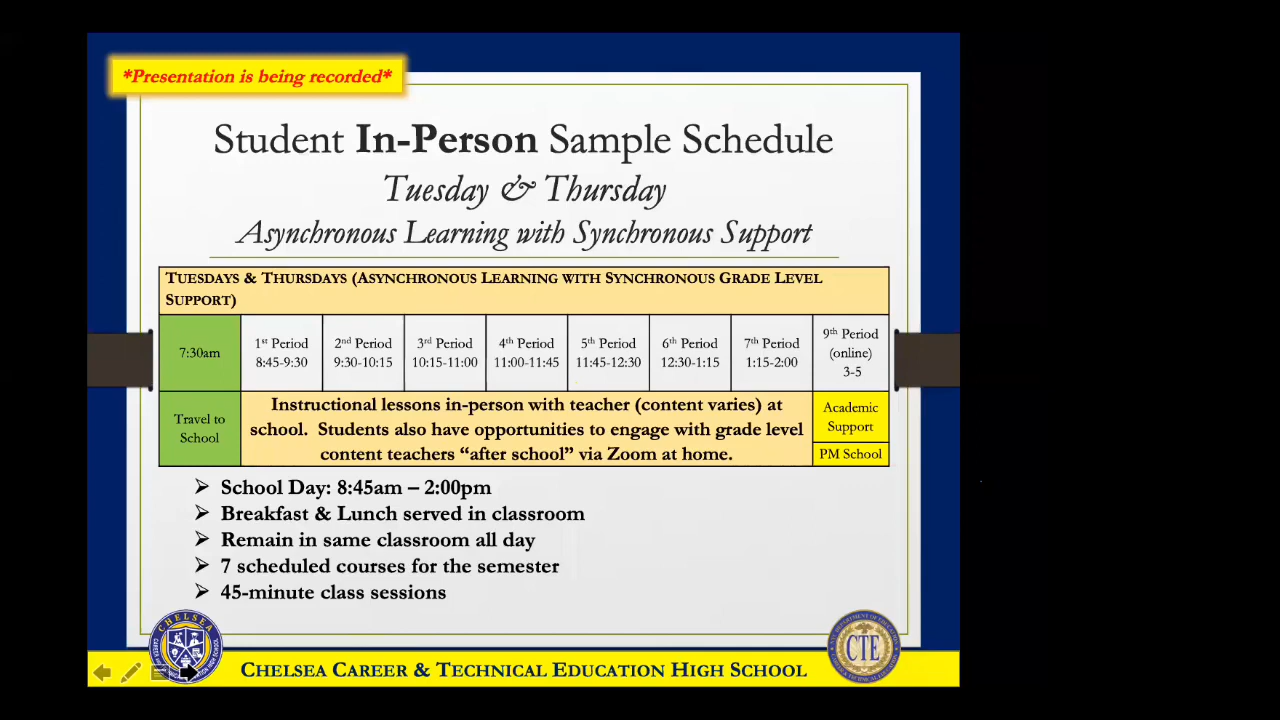 *Presentation is being recorded*
Student In-Person Sample Schedule
Tuesday & Thursday
Asynchronous Learning with Synchronous Support
TUESDAYS & THURSDAYS (ASYNCHRONOUS LEARNING WITH SYNCHRONOUS GRADE LEVEL
SUPPORT)
7:30am
1st Period
8:45-9:30
2nd Period
9:30-10:15
3rd Period
10:15-11:00
4th Period
11:00-11:45
5th Period
11:45-12:30
6th Period
12:30-1:15
7th Period
1:15-2:00
9th Period
(online)
3-5
Travel to
School
Instructional lessons in-person with teacher (content varies) at
school. Students also have opportunities to engage with grade level
content teachers “after school” via Zoom at home.
Academic
Support
PM School
➢ School Day: 8:45am – 2:00pm
➢ Breakfast & Lunch served in classroom
➢ Remain in same classroom all day
➢ 7 scheduled courses for the semester
➢ 45-minute class sessions
CHELSEA
CTE
CHELSEA CAREER & TECHNICAL EDUCATION HIGH SCHOOL